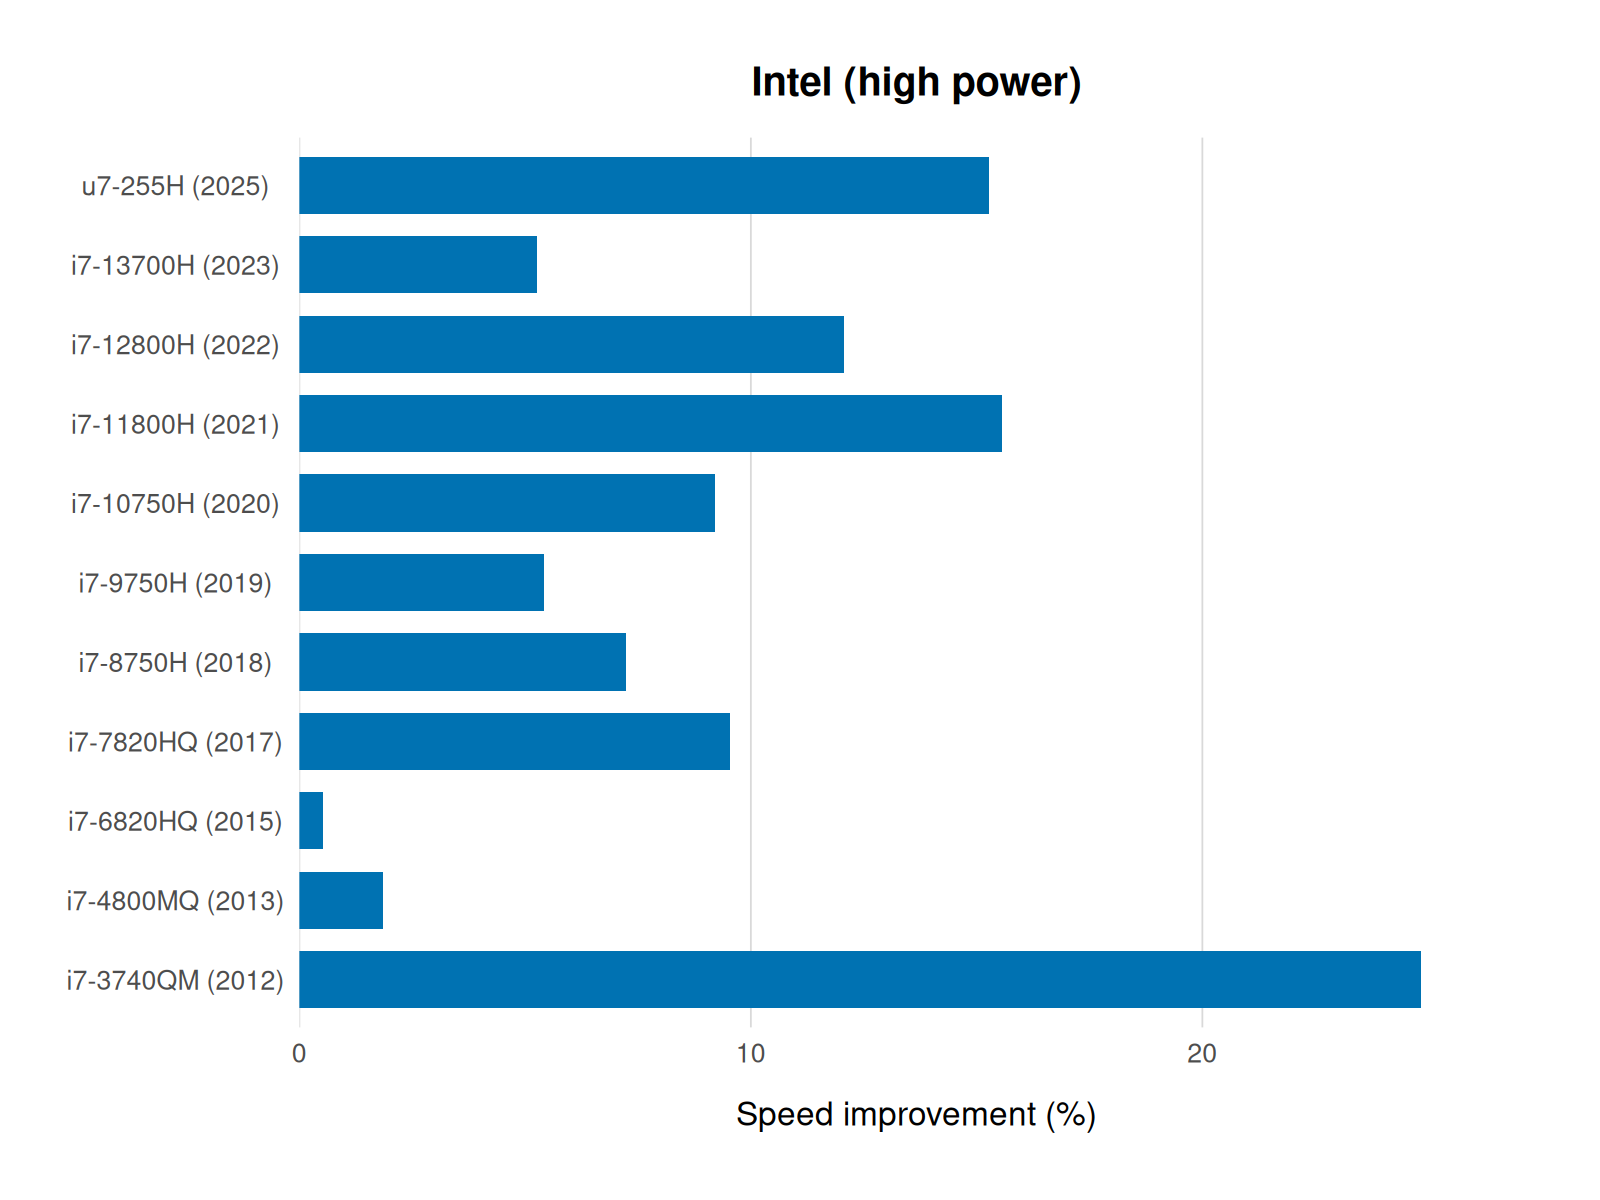 Intel (high power)
u7-255H (2025)
i7-13700H (2023)
i7-12800H (2022)
i7-11800H (2021)
i7-10750H (2020)
i7-9750H (2019)
i7-8750H (2018)
i7-7820HQ (2017)
i7-6820HQ (2015)
i7-4800MQ (2013)
i7-3740QM (2012)
0 10 20
Speed improvement (%)